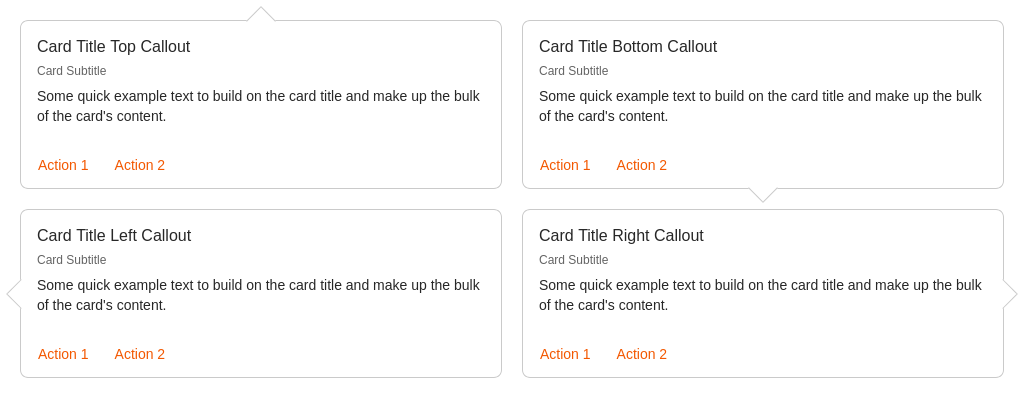 Card Title Top Callout
Card Subtitle
Some quick example text to build on the card title and make up the bulk
of the card's content.
Action 1 Action 2
Card Title Bottom Callout
Card Subtitle
Some quick example text to build on the card title and make up the bulk
of the card's content.
Action 1 Action 2
Card Title Left Callout
Card Subtitle
Some quick example text to build on the card title and make up the bulk
of the card's content.
Action 1 Action 2
Card Title Right Callout
Card Subtitle
Some quick example text to build on the card title and make up the bulk
of the card's content.
Action 1 Action 2